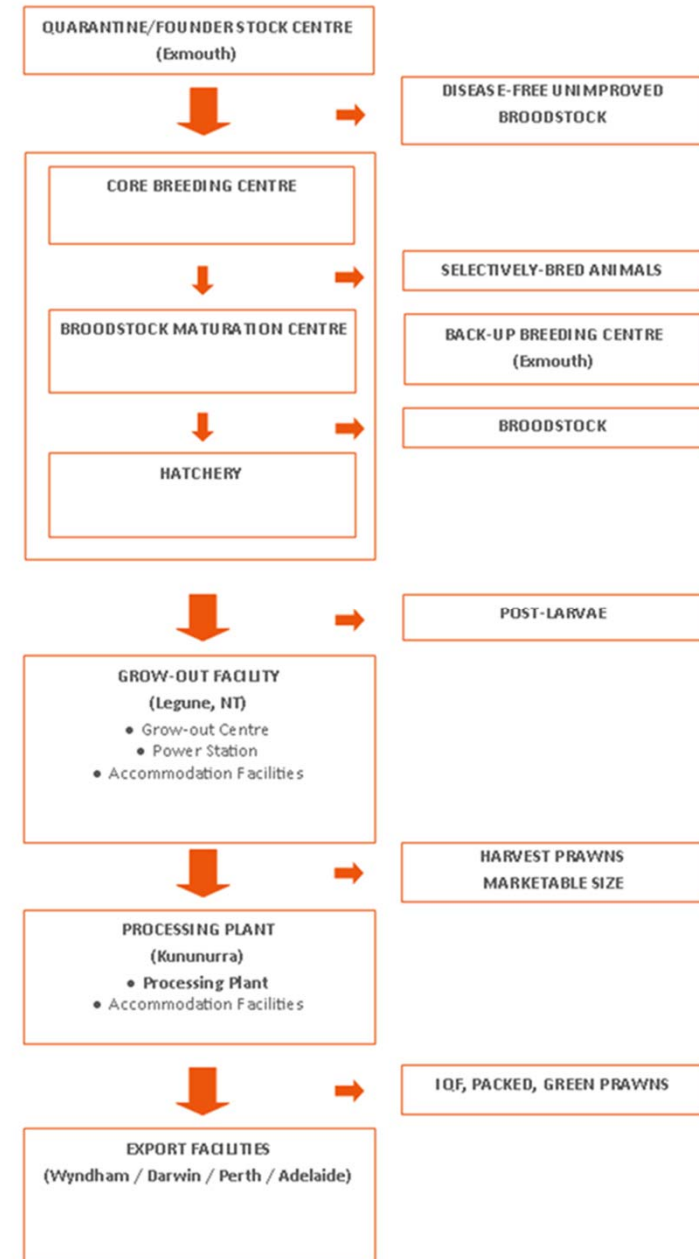 QUARANTINE/FOUNDER STOCK CENTRE
(Exmouth)
DISEASE-FREE UNIMPROVED
BROODSTOCK
CORE BREEDING CENTRE
SELECTIVELY-BRED ANIMALS
BROODSTOCK MATURATION CENTRE
BACK-UP BREEDING CENTRE
(Exmouth)
BROODSTOCK
HATCHERY
POST-LARVAE
GROW-OUT FACILITY
(Legune, NT)
● Grow-out Centre
● Power Station
● Accommodation Facilities
HARVEST PRAWNS
MARKETABLE SIZE
PROCESSING PLANT
(Kununurra)
● Processing Plant
● Accommodation Facilities
IQF, PACKED, GREEN PRAWNS
EXPORT FACILITIES
(Wyndham / Darwin / Perth / Adelaide)